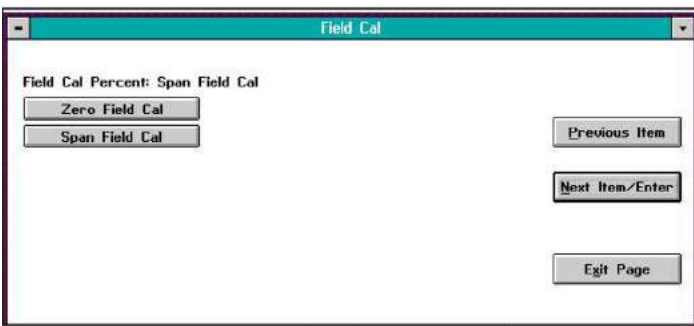 Field Cal
Field Cal Percent: Span Field Cal
Zero Field Cal
Span Field Cal
Previous Item
Next Item/Enter
Exit Page